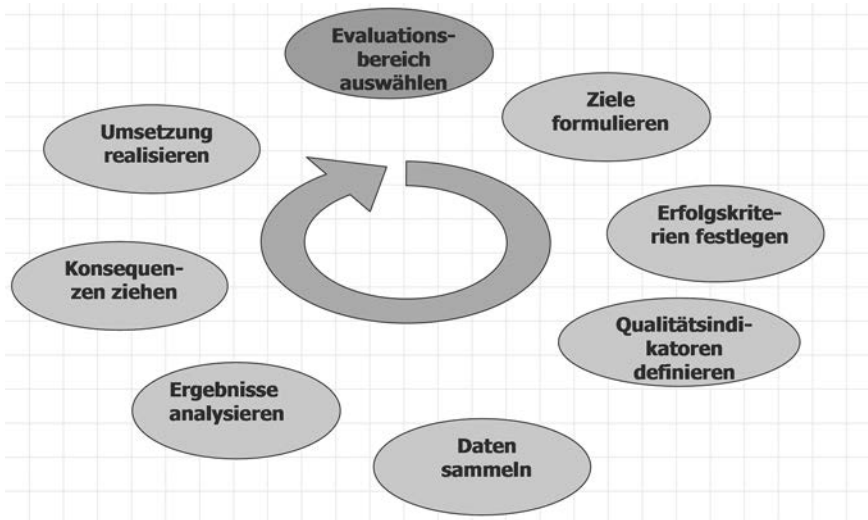 Evaluations-
bereich
auswählen
Ziele
formulieren
Erfolgskrite-
rien festlegen
Qualitätsindi-
katoren
definieren
Daten
sammeln
Ergebnisse
analysieren
Konsequen-
zen ziehen
Umsetzung
realisieren